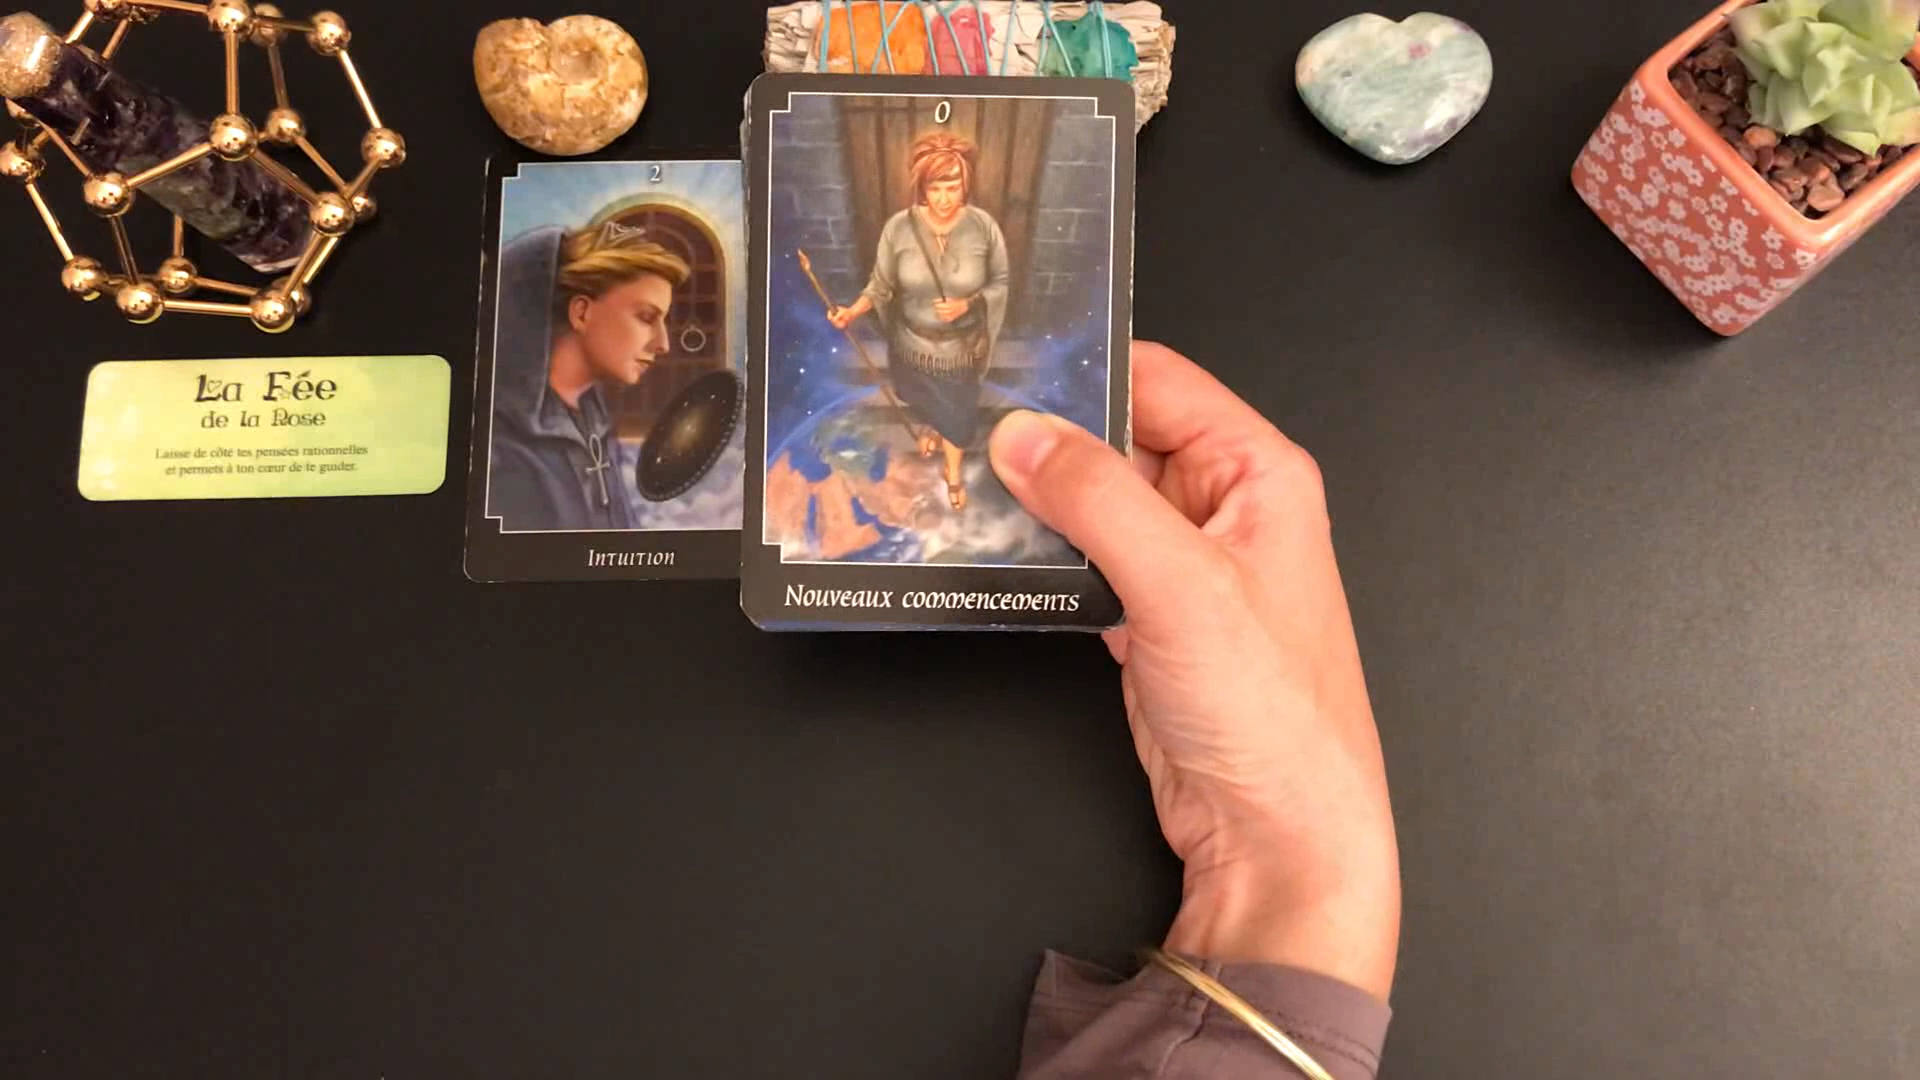 La Fée
de la Rose
Laisse de côté tes pensées rationnelles
et permets à ton cœur de te guider.
2
Intuition
0
Nouveaux commencements